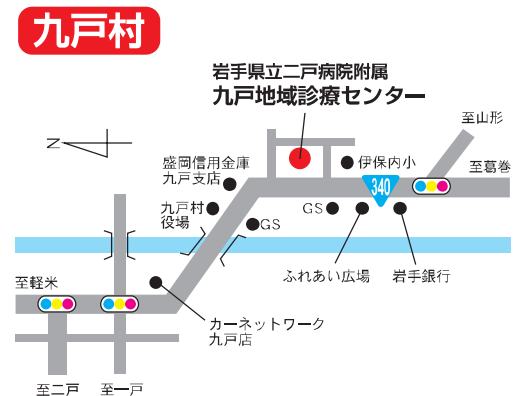 九戸村
岩手県立二戸病院附属
九戸地域診療センター
至山形
N
盛岡信用金庫
九戸支店
伊保内小
至葛巻
340
九戸村
役場
GS
GS
ふれあい広場
岩手銀行
至軽米
カーネットワーク
九戸店
至二戸
至一戸